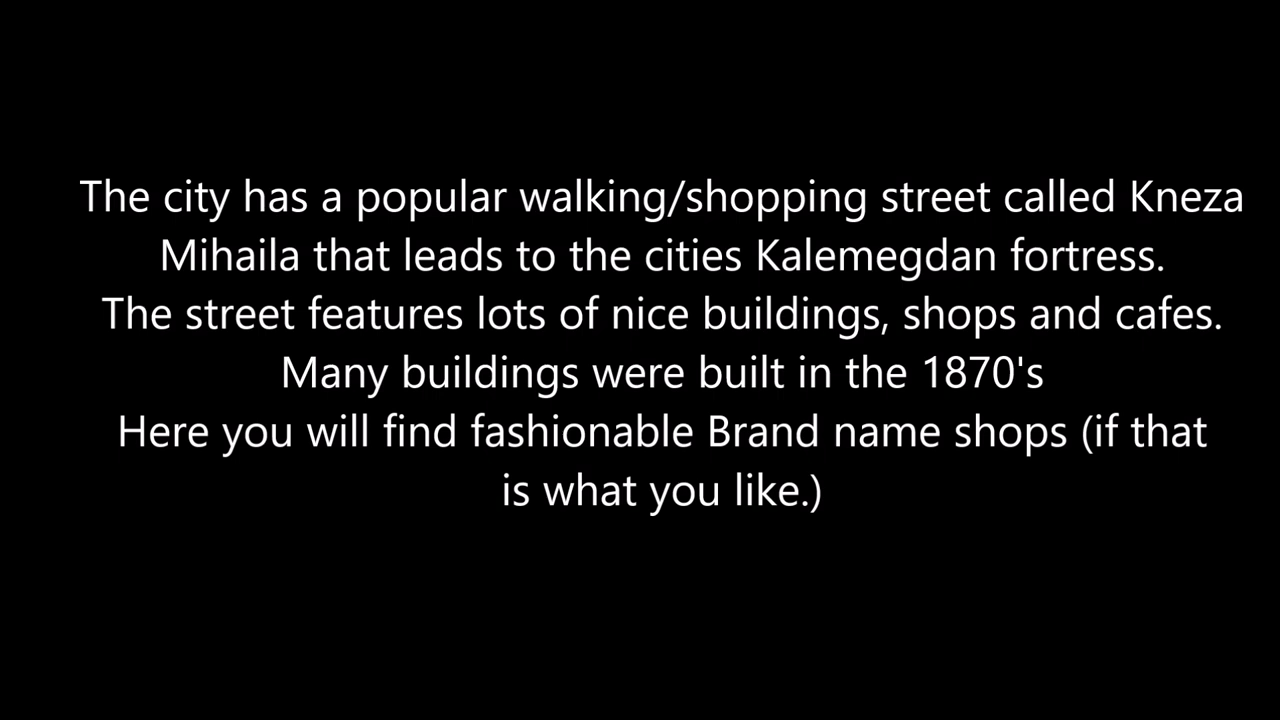 The city has a popular walking/shopping street called Kneza
Mihaila that leads to the cities Kalemegdan fortress.
The street features lots of nice buildings, shops and cafes.
Many buildings were built in the 1870's
Here you will find fashionable Brand name shops (if that
is what you like.)